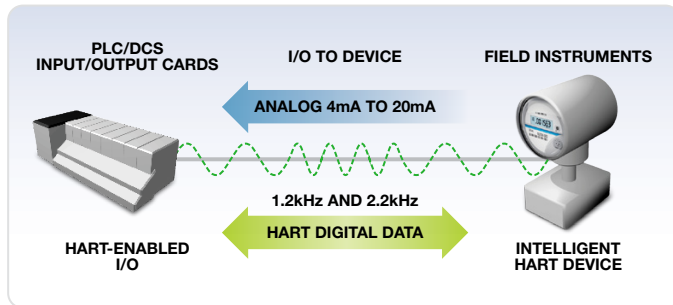 PLC/DCS
INPUT/OUTPUT CARDS
I/O TO DEVICE
FIELD INSTRUMENTS
ANALOG 4mA TO 20mA
1.2kHz AND 2.2kHz
HART DIGITAL DATA
HART-ENABLED
I/O
INTELLIGENT
HART DEVICE